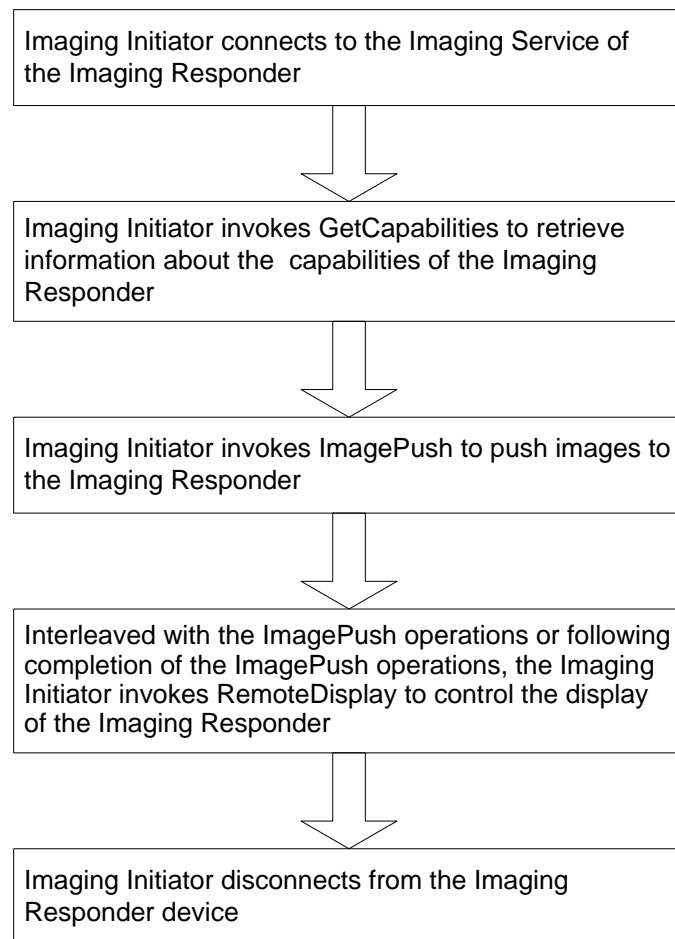 Imaging Initiator connects to the Imaging Service of
the Imaging Responder
Imaging Initiator invokes GetCapabilities to retrieve
information about the  capabilities of the Imaging
Responder
Imaging Initiator invokes ImagePush to push images to
the Imaging Responder
Interleaved with the ImagePush operations or following
completion of the ImagePush operations, the Imaging
Initiator invokes RemoteDisplay to control the display
of the Imaging Responder
Imaging Initiator disconnects from the Imaging
Responder device